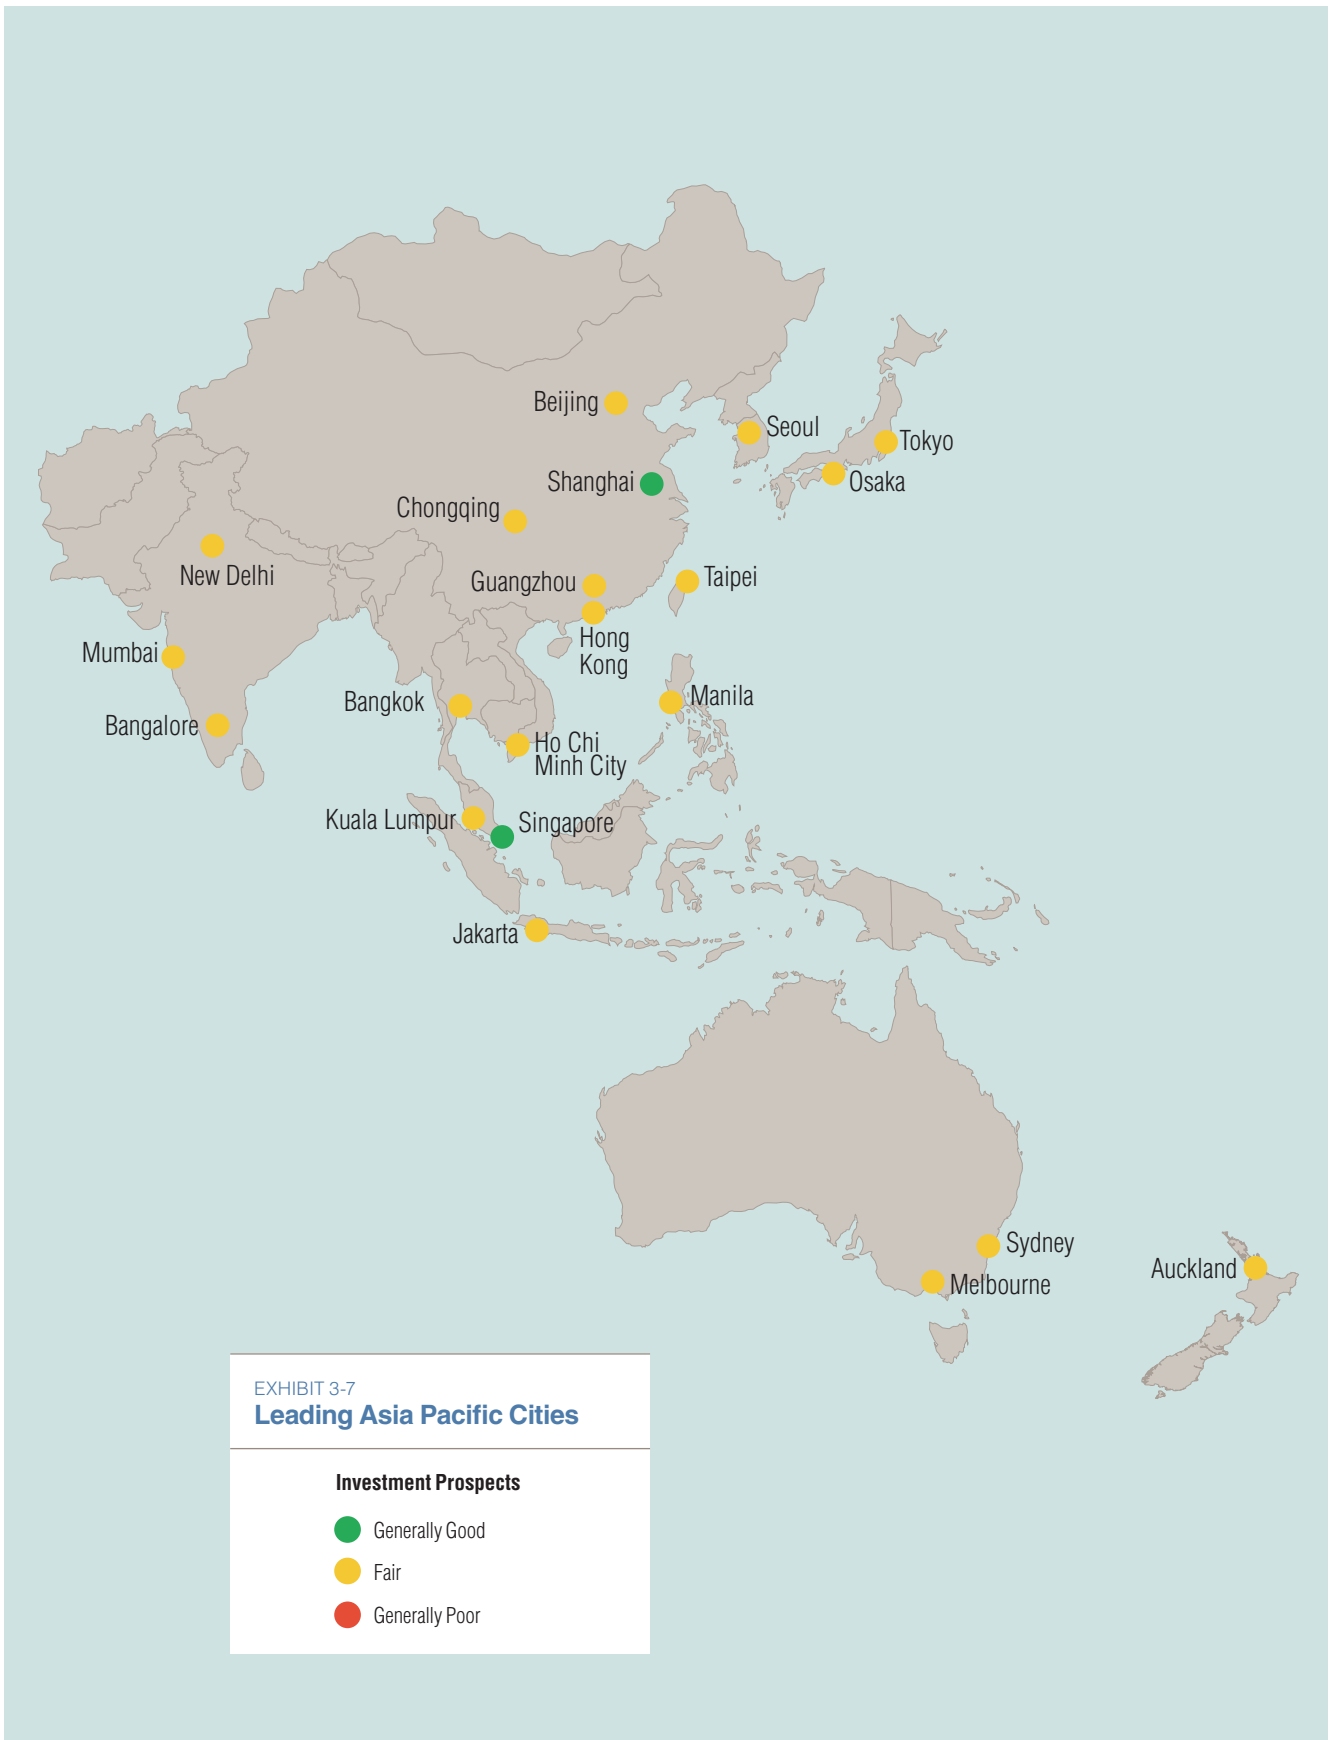 Beijing
Seoul
Tokyo
Shanghai
Osaka
Chongqing
New Delhi
Guangzhou
Taipei
Hong
Kong
Mumbai
Bangkok
Manila
Bangalore
Ho Chi
Minh City
Kuala Lumpur
Singapore
Jakarta
Sydney
Auckland
Melbourne
EXHIBIT 3-7
Leading Asia Pacific Cities
Investment Prospects
Generally Good
Fair
Generally Poor